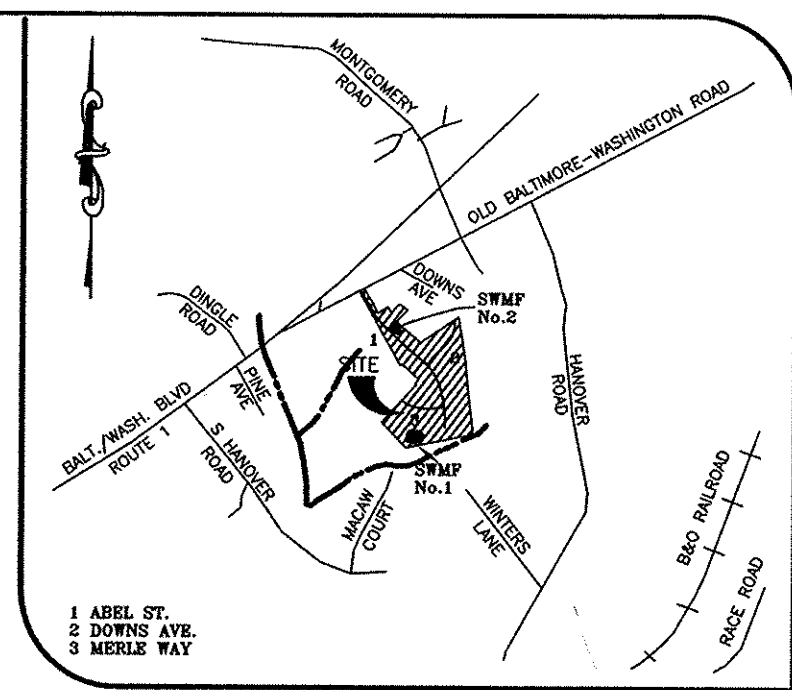 MONTGOMERY
ROAD
OLD BALTIMORE-WASHINGTON ROAD
DOWNS
AVE
SWMF
No.2
DINGLE
ROAD
PINE
AVE
1
SITE
HANOVER
ROAD
BALT./WASH. BLVD
ROUTE 1
S HANOVER
ROAD
3
SWMF
No.1
MACAW
COURT
WINTERS
LANE
B&O RAILROAD
RACE ROAD
1 ABEL ST.
2 DOWNS AVE.
3 MERLE WAY